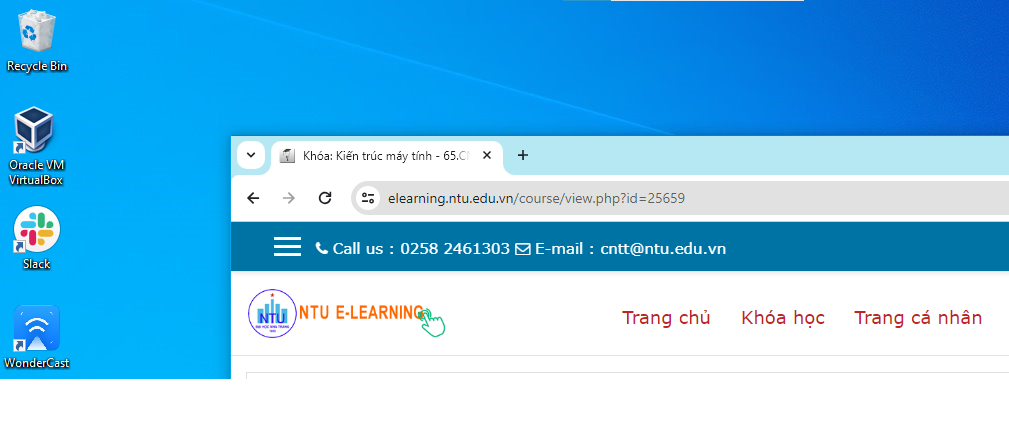 Recycle Bin
Oracle VM
VirtualBox
Slack
WonderCast
Khóa: Kiến trúc máy tính - 65.CN
elearning.ntu.edu.vn/course/view.php?id=25659
Call us : 0258 2461303 E-mail : cntt@ntu.edu.vn
NTU
NTU E-LEARNING
Trang chủ Khóa học Trang cá nhân